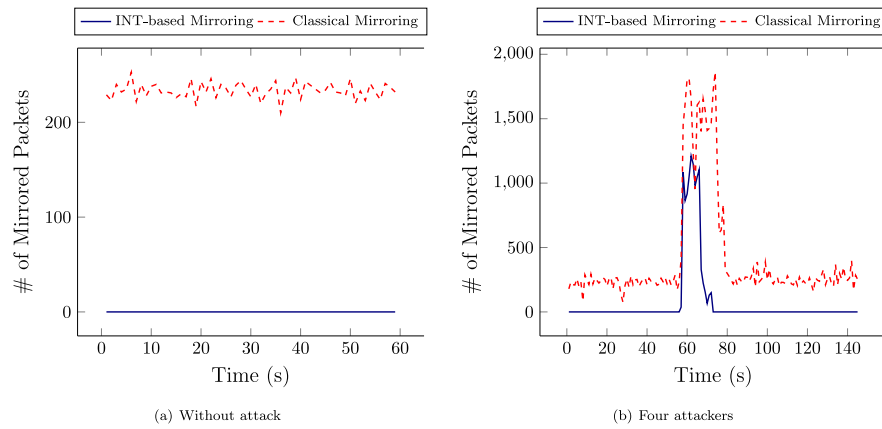 INT-based Mirroring Classical Mirroring
# of Mirrored Packets
200
100
0
0 10 20 30 40 50 60
Time (s)
(a) Without attack
INT-based Mirroring Classical Mirroring
# of Mirrored Packets
2,000
1,500
1,000
500
0
0 20 40 60 80 100 120 140
Time (s)
(b) Four attackers